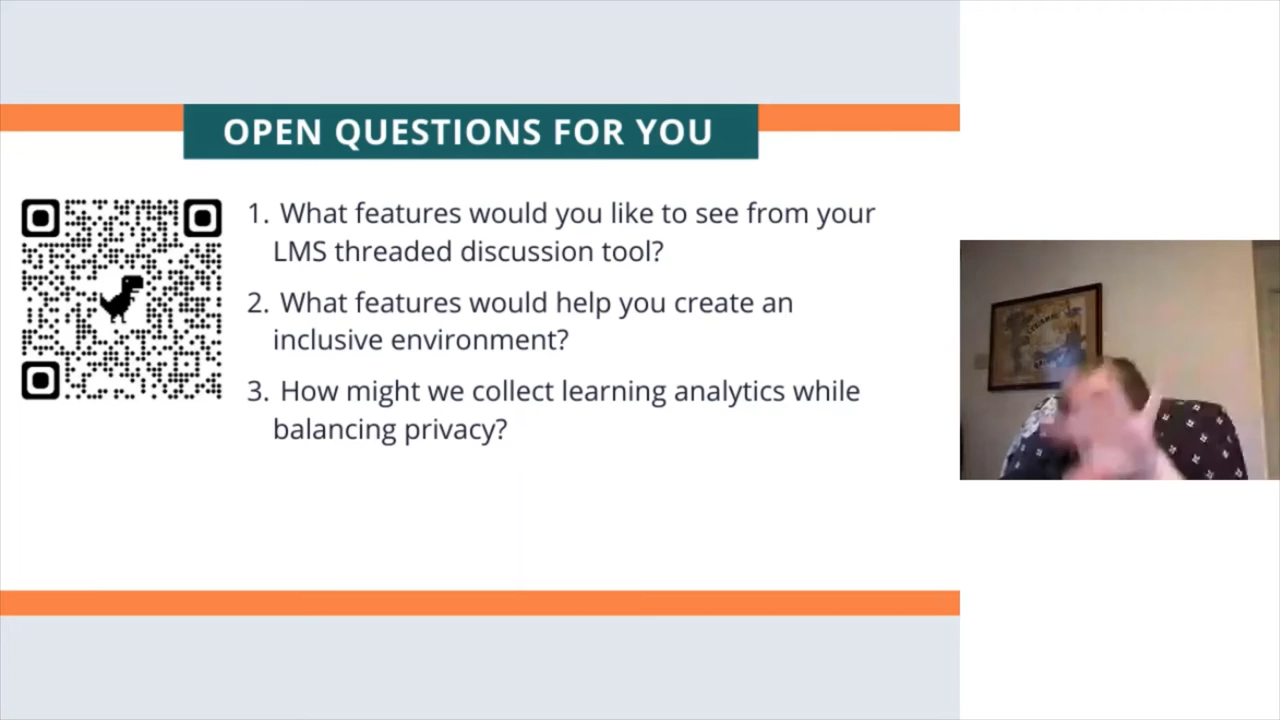 OPEN QUESTIONS FOR YOU
1. What features would you like to see from your
LMS threaded discussion tool?
2. What features would help you create an
inclusive environment?
3. How might we collect learning analytics while
balancing privacy?